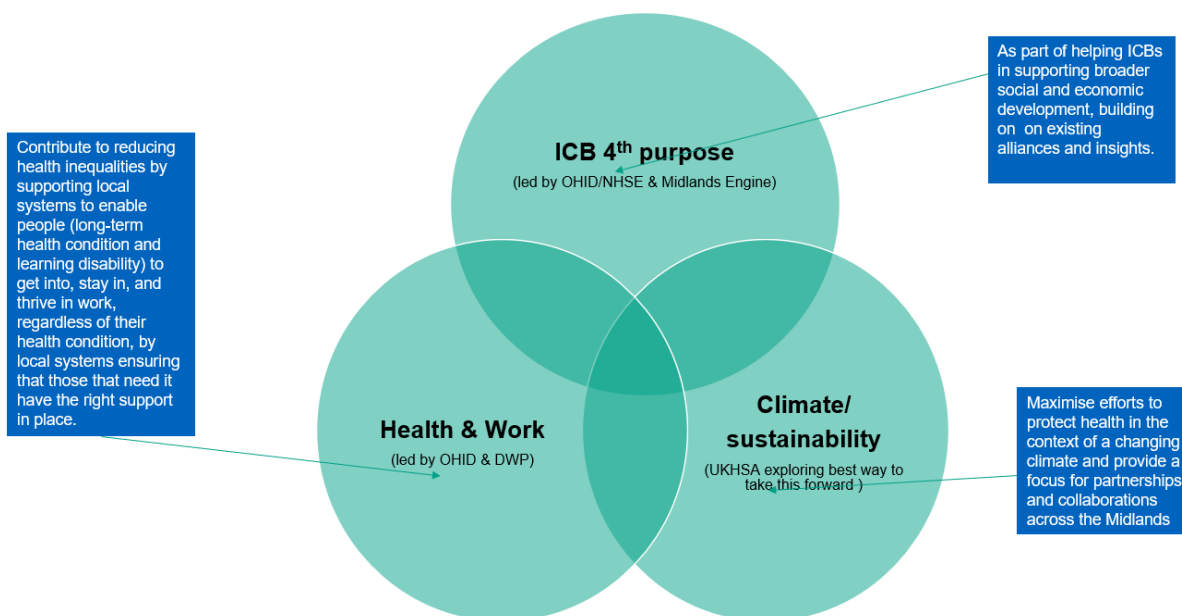 As part of helping ICBs
in supporting broader
social and economic
development, building
on  on existing
alliances and insights.
ICB 4th purpose
(led by OHID/NHSE & Midlands Engine)
Contribute to reducing
health inequalities by
supporting local
systems to enable
people (long-term
health condition and
learning disability) to
get into, stay in, and
thrive in work,
regardless of their
health condition, by
local systems ensuring
that those that need it
have the right support
in place.
Health & Work
(led by OHID & DWP)
Climate/
sustainability
(UKHSA exploring best way to
take this forward )
Maximise efforts to
protect health in the
context of a changing
climate and provide a
focus for partnerships
and collaborations
across the Midlands